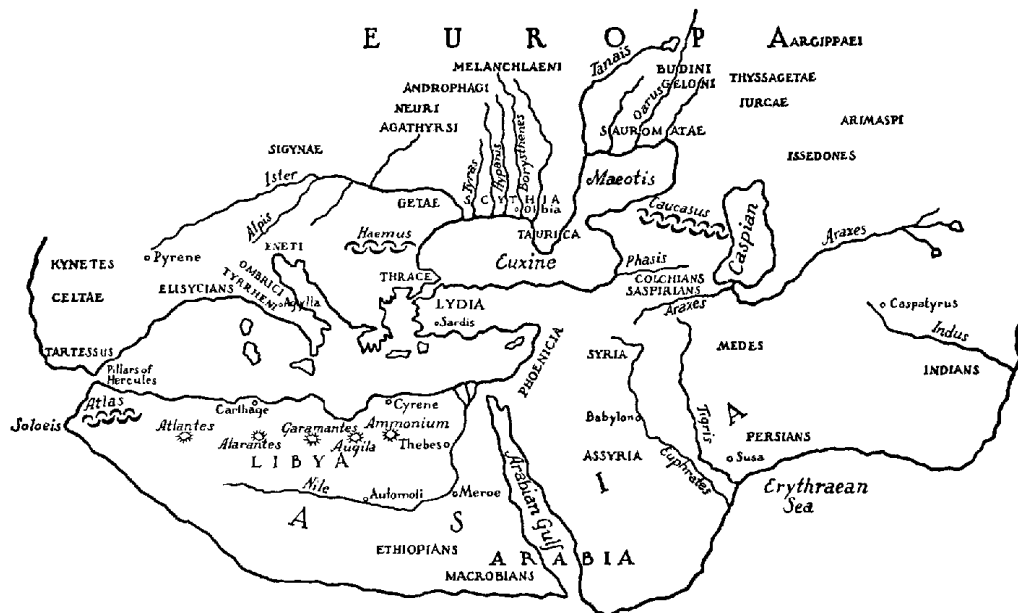 EUROPA
ARGIPPAEI
MELANCHLAENI
Tanais
BUDINI
GELONI
THYSSAGETAE
ANDROPHAGI
Oarus
IURCAE
NEURI
AGATHYRSI
SAUROMATAE
ARIMASPI
SIGYNAE
ISSEDONES
Ister
Tyras
Hypanis
Borysthenes
Maeotis
GETAE
SCYTHIA
Olbia
Caucasus
Caspian
Araxes
Alpis
Haemus
TAURICA
KYNETES
Pyrene
ENETI
Euxine
Phasis
CELTAE
ELISYCIANS
OMBRICI
TYRRHENI
Agylla
THRACE
COLCHIANS
SASPIRIANS
LYDIA
Araxes
Caspatyrus
Sardis
Indus
TARTESSUS
SYRIA
MEDES
INDIANS
Pillars of
Hercules
PHOENICIA
Atlas
Carthage
Cyrene
Soloeis
Atlantes
Garamantes
Ammonium
Babylon
Tigris
Atarantes
Augila
Thebes
PERSIANS
LIBYA
ASSYRIA
Susa
Nile
Automoli
Meroe
Arabian Gulf
Euphrates
Erythraean
Sea
ASIA
ETHIOPIANS
ARABIA
MACROBIANS